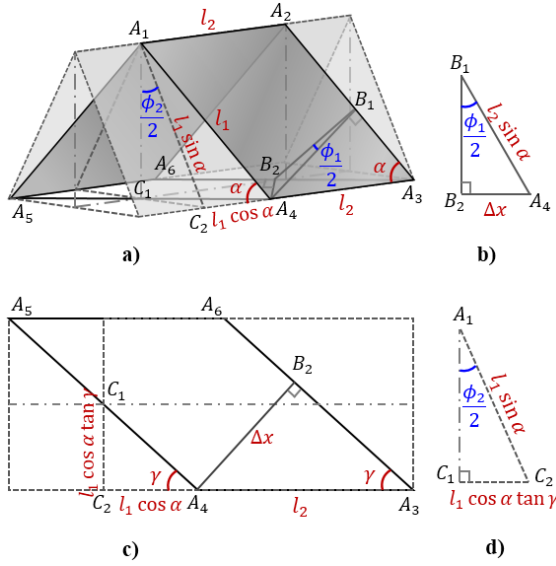 A₁
l₂
A₂
B₁
ϕ₂
2
l₁ sin α
l₁
ϕ₁
2
A₆
B₂
α
α
A₅
C₁
C₂
l₁ cos α
A₄
l₂
A₃
a)
B₁
ϕ₁
2
l₂ sin α
B₂
Δx
A₄
b)
A₅
A₆
B₂
C₁
l₁ cos α tan γ
Δx
γ
γ
C₂
l₁ cos α
A₄
l₂
A₃
c)
A₁
ϕ₂
2
l₁ sin α
C₁
C₂
l₁ cos α tan γ
d)